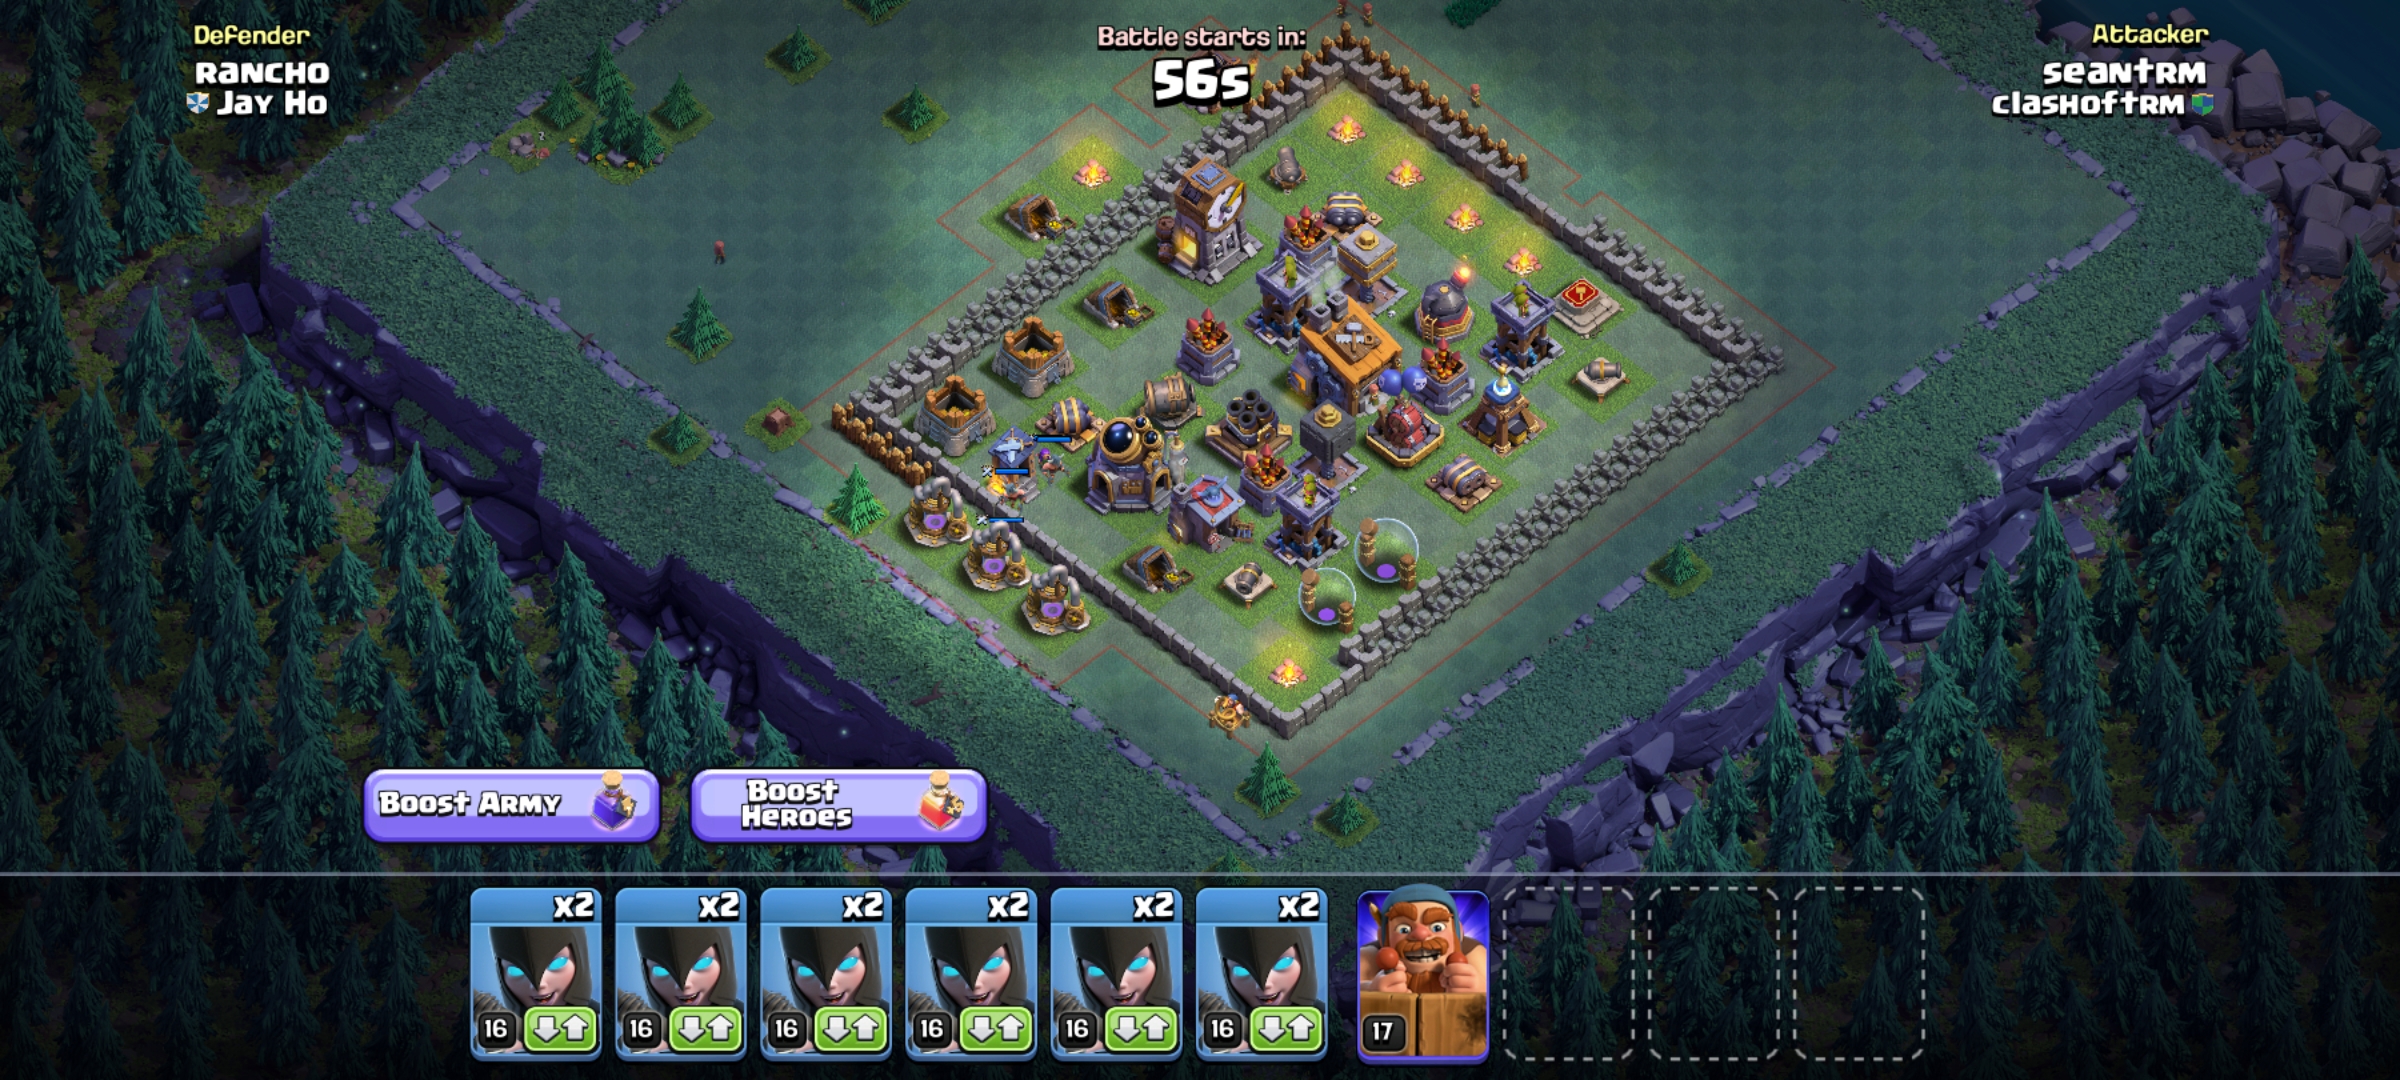 Defender
RANCHO
Jay Ho
Battle starts in:
56s
Attacker
seantRM
clashoftRM
Boost Army
Boost
Heroes
x2
x2
x2
x2
x2
x2
16
16
16
16
16
16
17